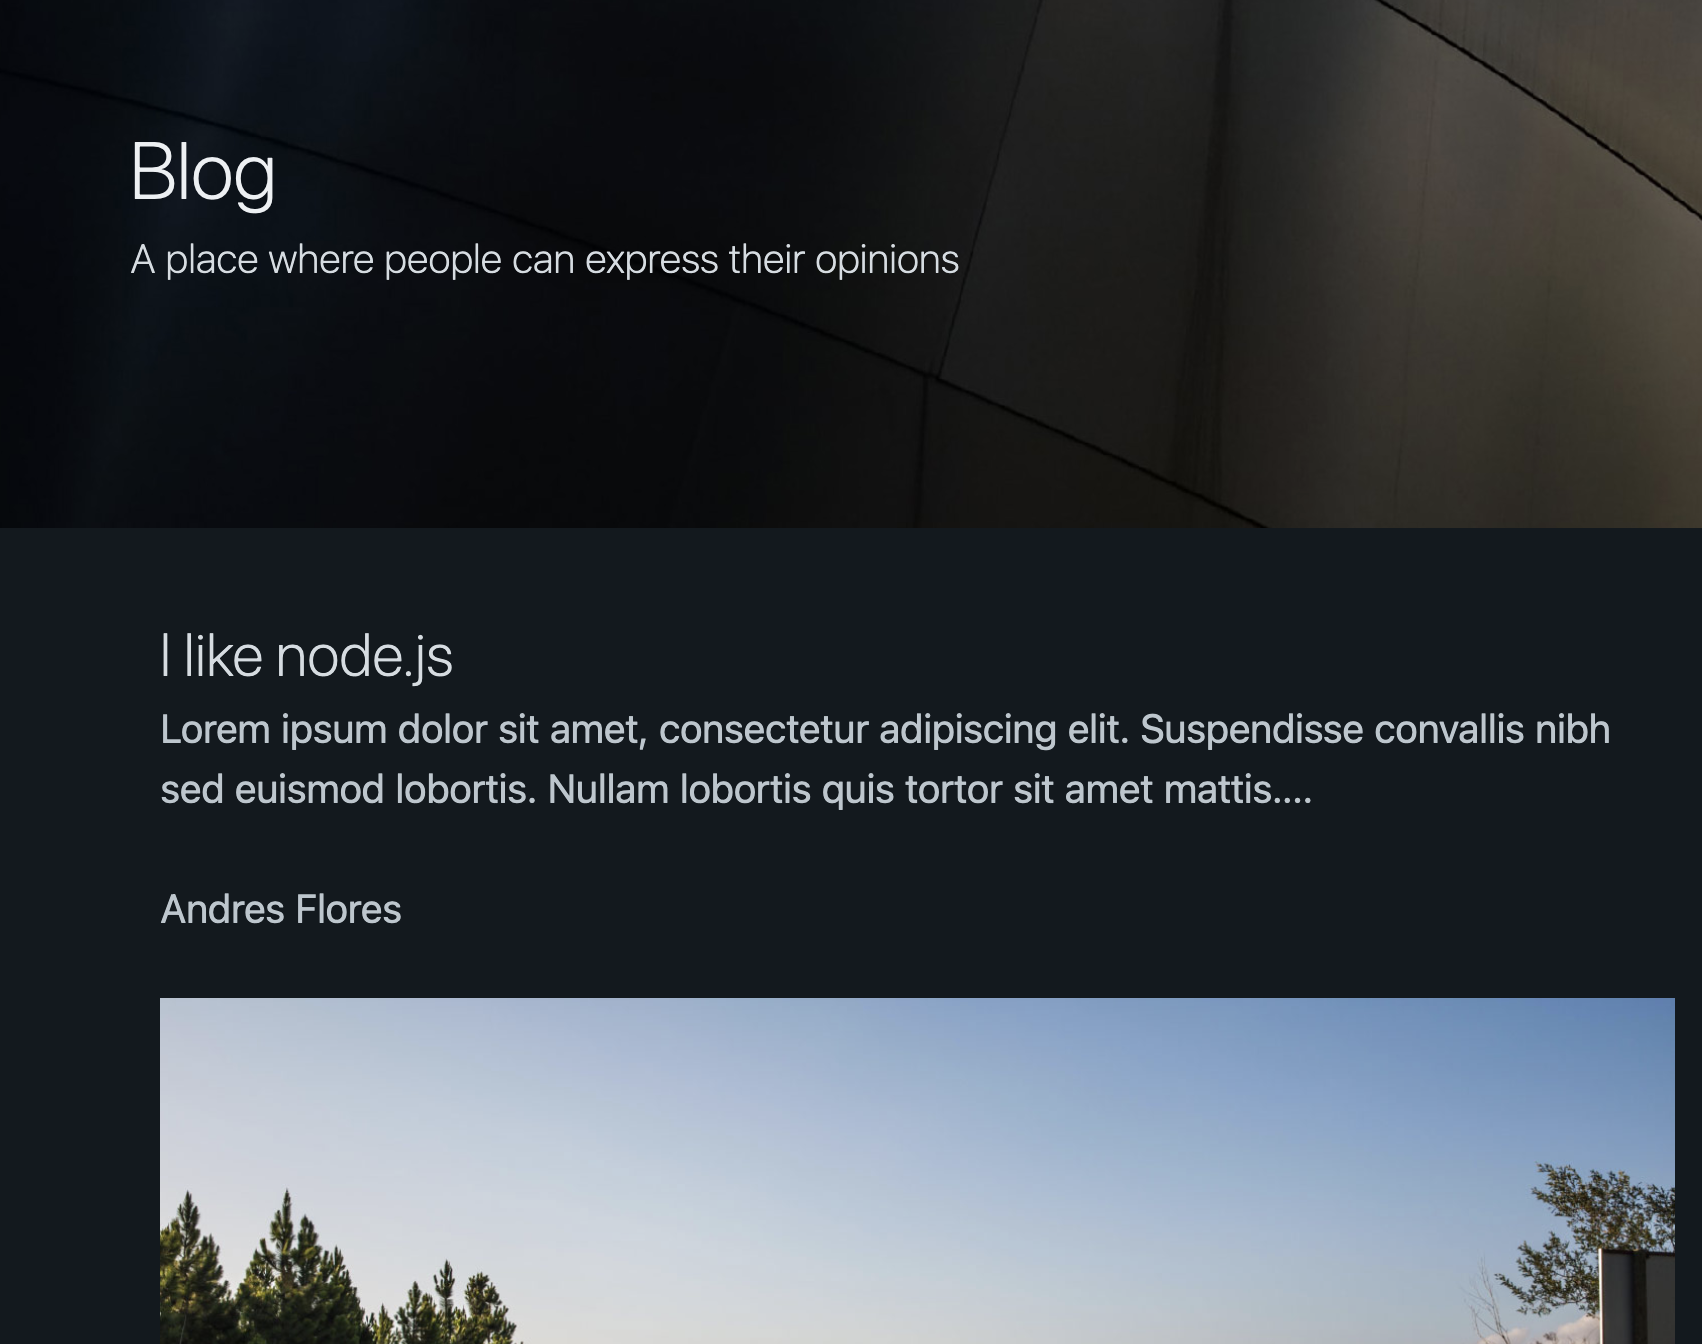 Blog
A place where people can express their opinions
I like node.js
Lorem ipsum dolor sit amet, consectetur adipiscing elit. Suspendisse convallis nibh
sed euismod lobortis. Nullam lobortis quis tortor sit amet mattis....
Andres Flores